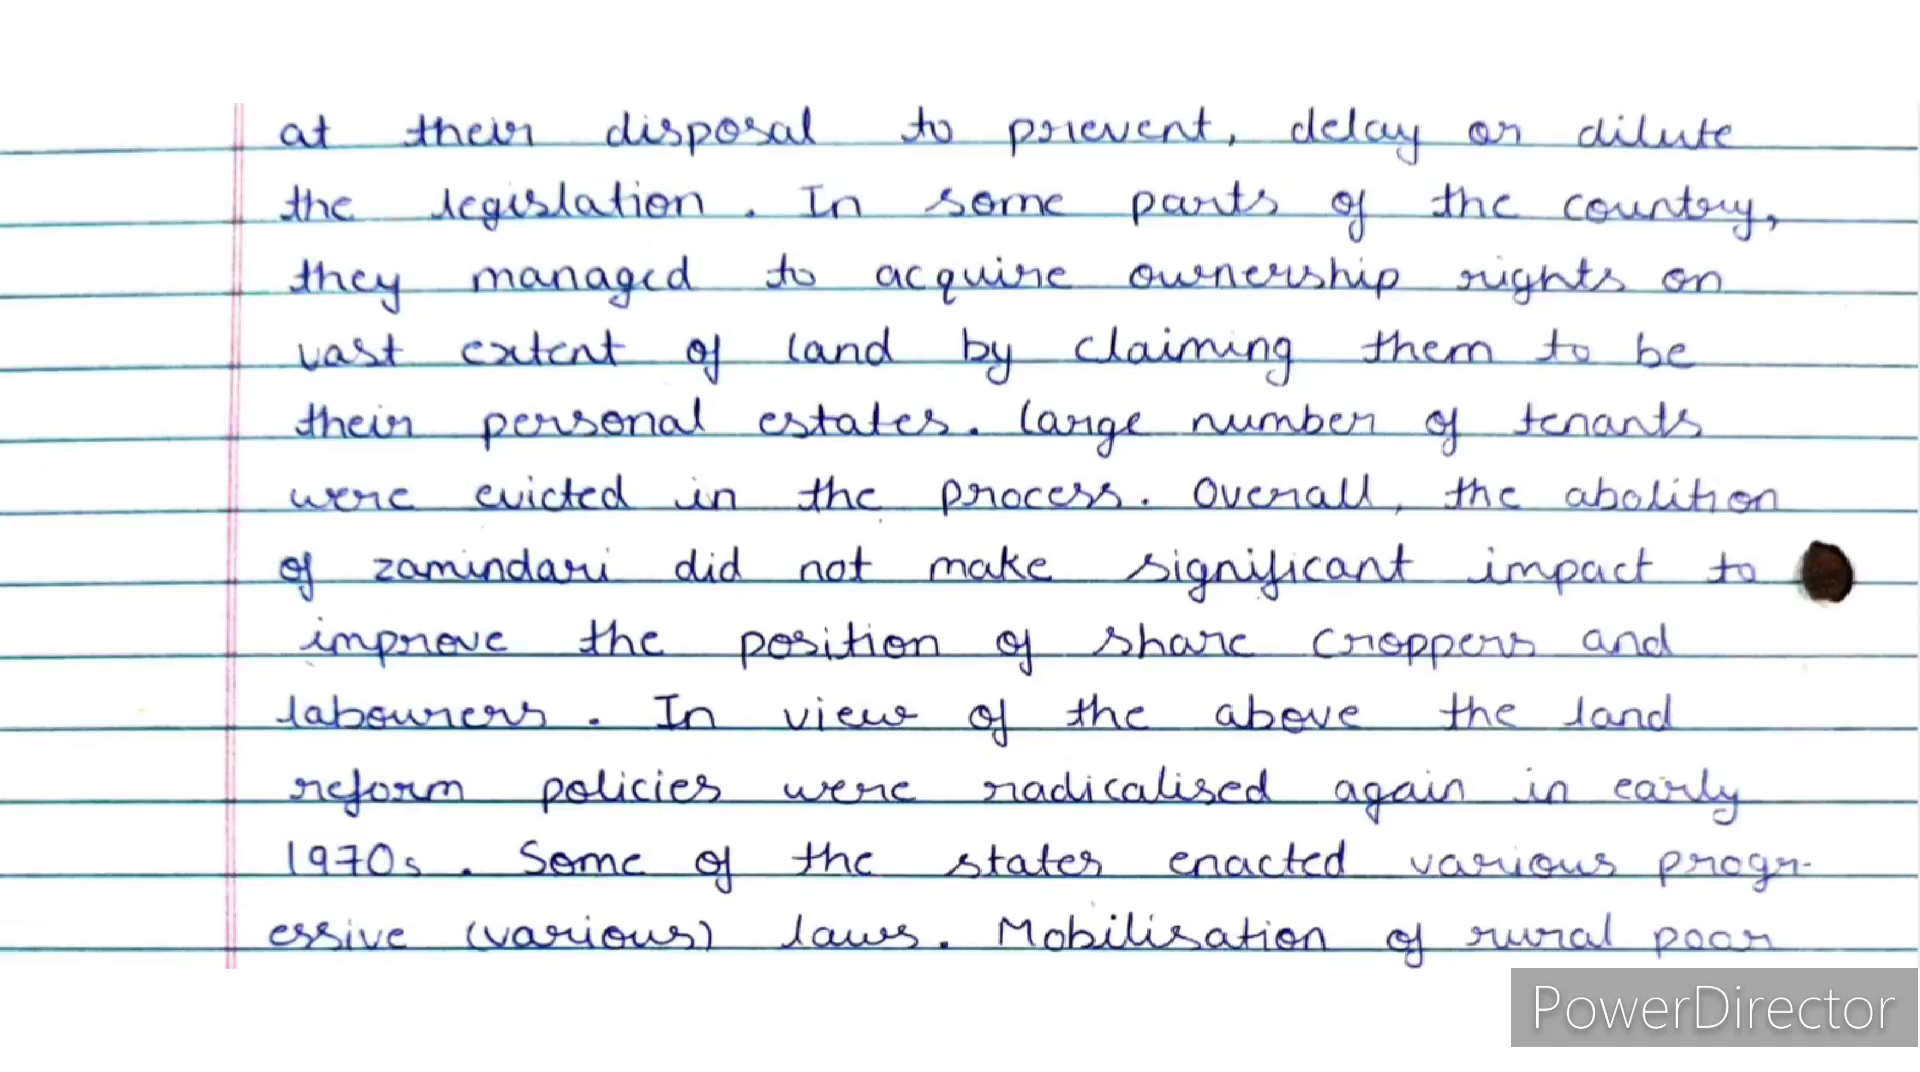 at their disposal to prevent, delay or dilute
the legislation. In some parts of the country,
they managed to acquire ownership rights on
vast extent of land by claiming them to be
their personal estates. large number of tenants
were evicted in the process. Overall, the abolition
of zamindari did not make significant impact to
improve the position of share croppers and
labourers. In view of the above the land
reform policies were radicalised again in early
1970s. Some of the states enacted various progr-
essive (various) laws. Mobilisation of rural poor
PowerDirector